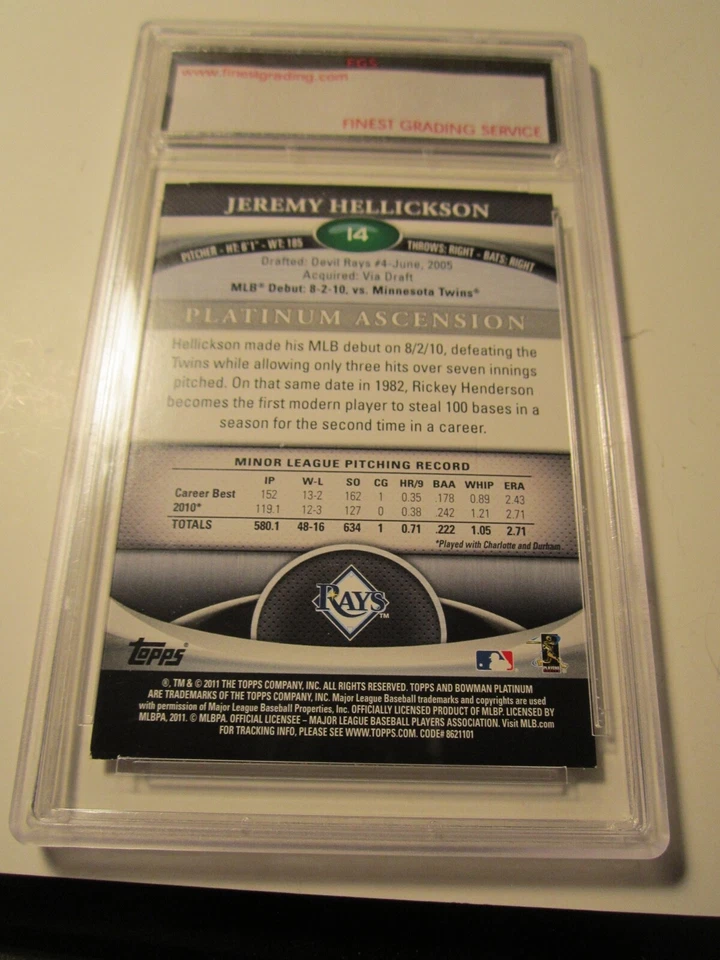 FGS
www.finestgrading.com
FINEST GRADING SERVICE
JEREMY HELLICKSON
14
PITCHER - HT: 6'1" - WT: 185 THROWS: RIGHT - BATS: RIGHT
Drafted: Devil Rays #4-June, 2005
Acquired: Via Draft
MLB® Debut: 8-2-10, vs. Minnesota Twins®
PLATINUM ASCENSION
Hellickson made his MLB debut on 8/2/10, defeating the
Twins while allowing only three hits over seven innings
pitched. On that same date in 1982, Rickey Henderson
becomes the first modern player to steal 100 bases in a
season for the second time in a career.
MINOR LEAGUE PITCHING RECORD
IP W-L SO CG HR/9 BAA WHIP ERA
Career Best 152 13-2 162 1 0.35 .178 0.89 2.43
2010* 119.1 12-3 127 0 0.38 .242 1.21 2.71
TOTALS 580.1 48-16 634 1 0.71 .222 1.05 2.71
*Played with Charlotte and Durham
RAYS™
topps®
®, TM & © 2011 THE TOPPS COMPANY, INC. ALL RIGHTS RESERVED. TOPPS AND BOWMAN PLATINUM
ARE TRADEMARKS OF THE TOPPS COMPANY, INC. Major League Baseball trademarks and copyrights are used
with permission of Major League Baseball Properties, Inc. OFFICIALLY LICENSED PRODUCT OF MLBP. LICENSED BY
MLBPA, 2011. © MLBPA. OFFICIAL LICENSEE – MAJOR LEAGUE BASEBALL PLAYERS ASSOCIATION. Visit MLB.com
FOR TRACKING INFO, PLEASE SEE WWW.TOPPS.COM. CODE# 8621101